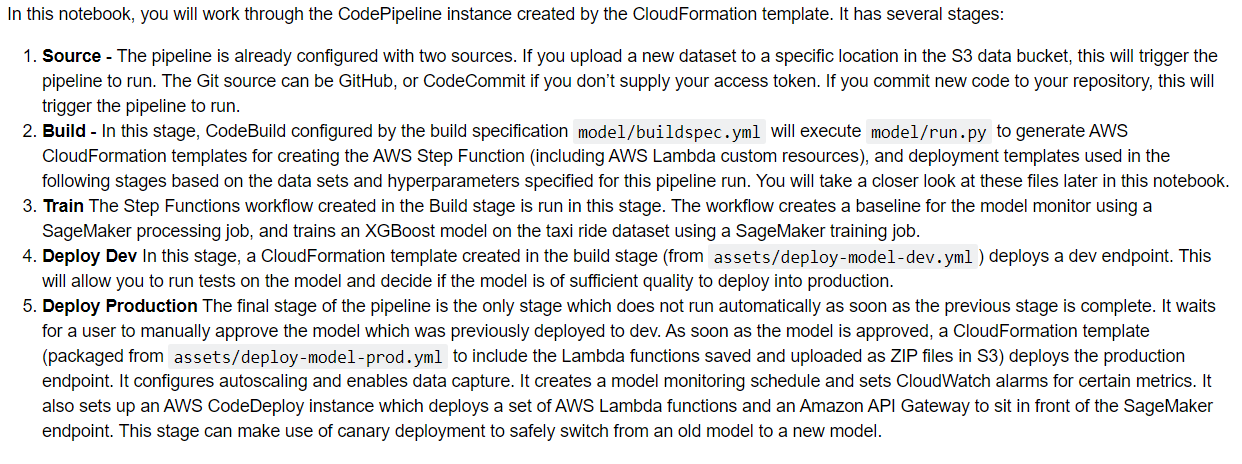 In this notebook, you will work through the CodePipeline instance created by the CloudFormation template. It has several stages:
1. Source - The pipeline is already configured with two sources. If you upload a new dataset to a specific location in the S3 data bucket, this will trigger the
pipeline to run. The Git source can be GitHub, or CodeCommit if you don’t supply your access token. If you commit new code to your repository, this will
trigger the pipeline to run.
2. Build - In this stage, CodeBuild configured by the build specification model/buildspec.yml will execute model/run.py to generate AWS
CloudFormation templates for creating the AWS Step Function (including AWS Lambda custom resources), and deployment templates used in the
following stages based on the data sets and hyperparameters specified for this pipeline run. You will take a closer look at these files later in this notebook.
3. Train The Step Functions workflow created in the Build stage is run in this stage. The workflow creates a baseline for the model monitor using a
SageMaker processing job, and trains an XGBoost model on the taxi ride dataset using a SageMaker training job.
4. Deploy Dev In this stage, a CloudFormation template created in the build stage (from assets/deploy-model-dev.yml ) deploys a dev endpoint. This
will allow you to run tests on the model and decide if the model is of sufficient quality to deploy into production.
5. Deploy Production The final stage of the pipeline is the only stage which does not run automatically as soon as the previous stage is complete. It waits
for a user to manually approve the model which was previously deployed to dev. As soon as the model is approved, a CloudFormation template
(packaged from assets/deploy-model-prod.yml to include the Lambda functions saved and uploaded as ZIP files in S3) deploys the production
endpoint. It configures autoscaling and enables data capture. It creates a model monitoring schedule and sets CloudWatch alarms for certain metrics. It
also sets up an AWS CodeDeploy instance which deploys a set of AWS Lambda functions and an Amazon API Gateway to sit in front of the SageMaker
endpoint. This stage can make use of canary deployment to safely switch from an old model to a new model.